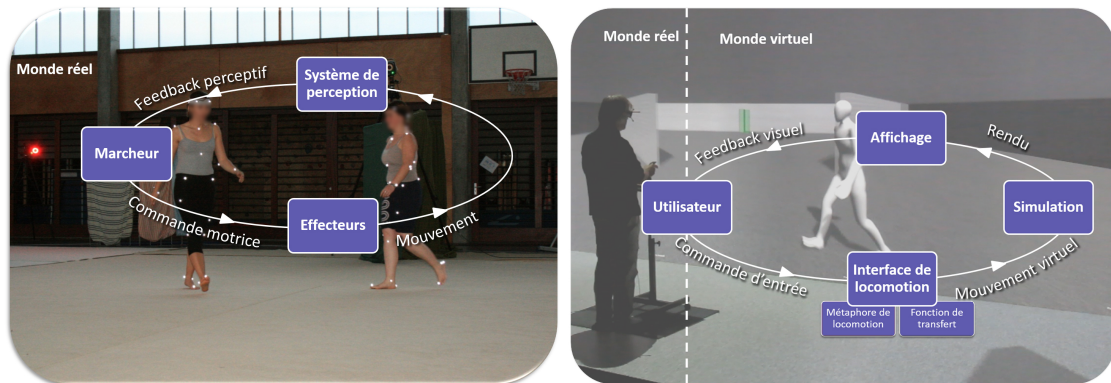 Monde réel
Système de
perception
Feedback perceptif
Marcheur
Commande motrice
Effecteurs
Mouvement
Monde réel
Monde virtuel
Affichage
Feedback visuel
Rendu
Utilisateur
Simulation
Commande d'entrée
Interface de
locomotion
Mouvement virtuel
Métaphore de
locomotion
Fonction de
transfert